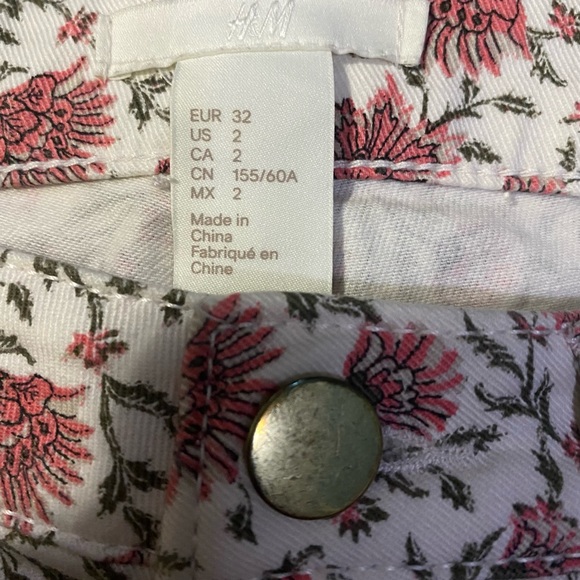 H&M
EUR 32
US 2
CA 2
CN 155/60A
MX 2
Made in
China
Fabriqué en
Chine